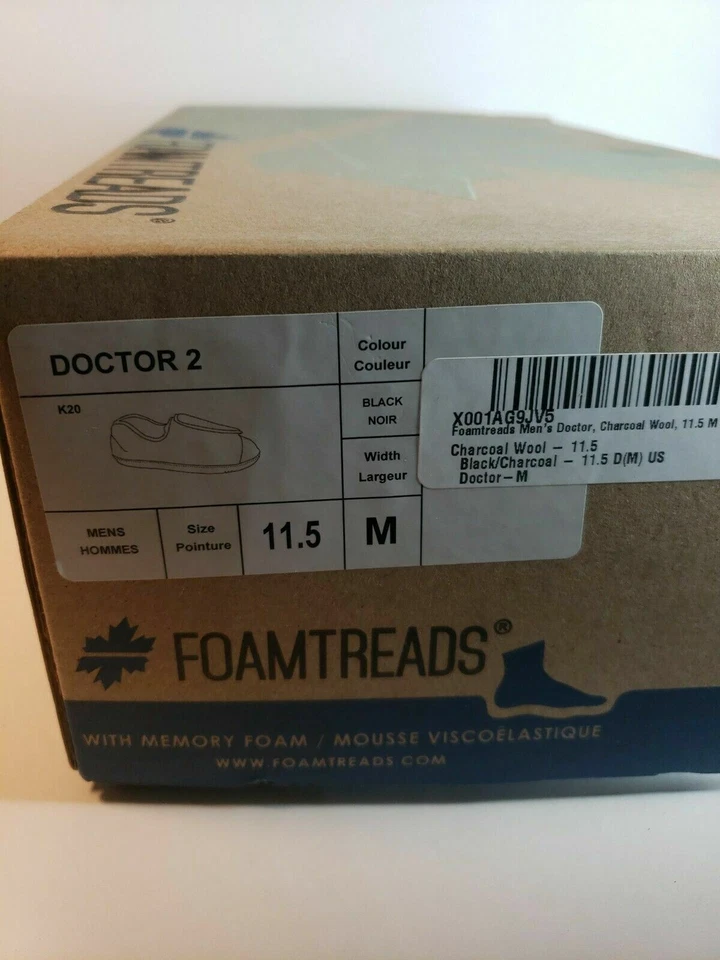 FOAMTREADS®
DOCTOR 2
Colour
Couleur
K20
BLACK
NOIR
Width
Largeur
MENS
HOMMES
Size
Pointure
11.5
M
X001AG9JV5
Foamtreads Men's Doctor, Charcoal Wool, 11.5 M
Charcoal Wool – 11.5
Black/Charcoal – 11.5 D(M) US
Doctor–M
FOAMTREADS®
WITH MEMORY FOAM / MOUSSE VISCOÉLASTIQUE
WWW.FOAMTREADS.COM